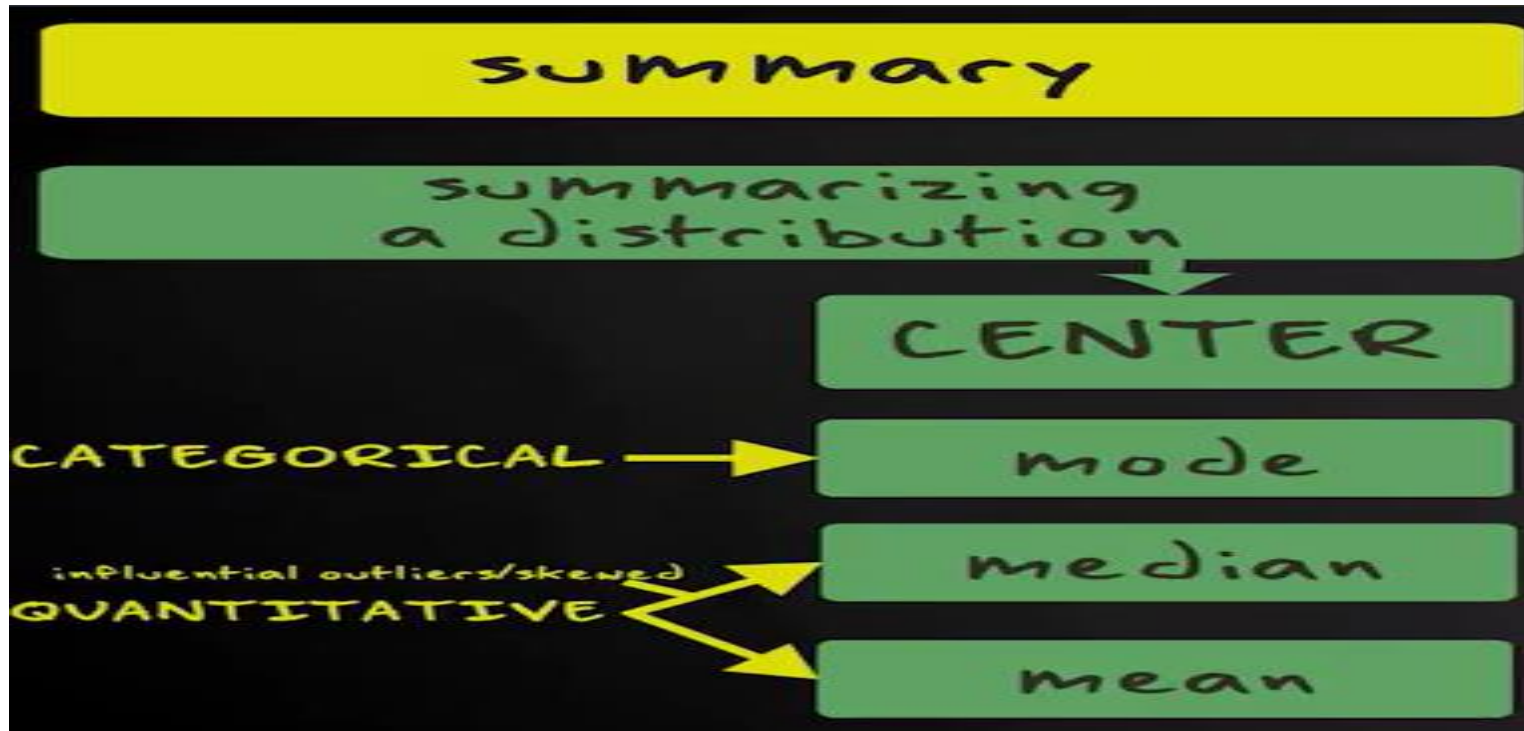 summary
summarizing
a distribution
CENTER
CATEGORICAL
mode
influential outliers/skewed
QUANTITATIVE
median
mean